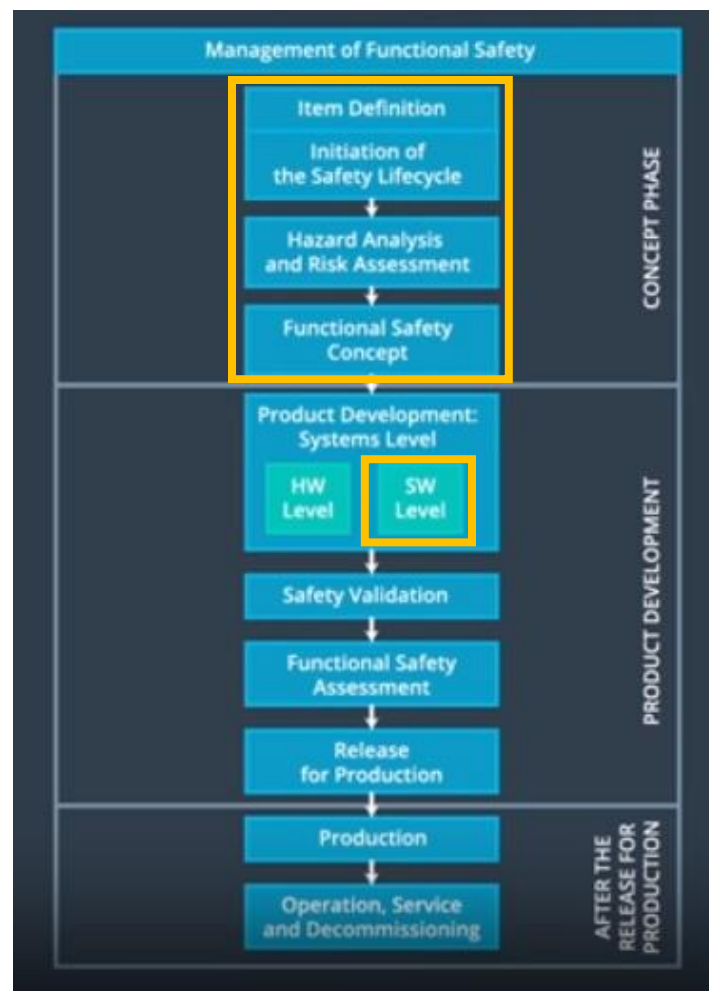 Management of Functional Safety
Item Definition
Initiation of
the Safety Lifecycle
Hazard Analysis
and Risk Assessment
Functional Safety
Concept
CONCEPT PHASE
Product Development:
Systems Level
HW
Level
SW
Level
Safety Validation
Functional Safety
Assessment
Release
for Production
PRODUCT DEVELOPMENT
Production
Operation, Service
and Decommissioning
AFTER THE
RELEASE FOR
PRODUCTION